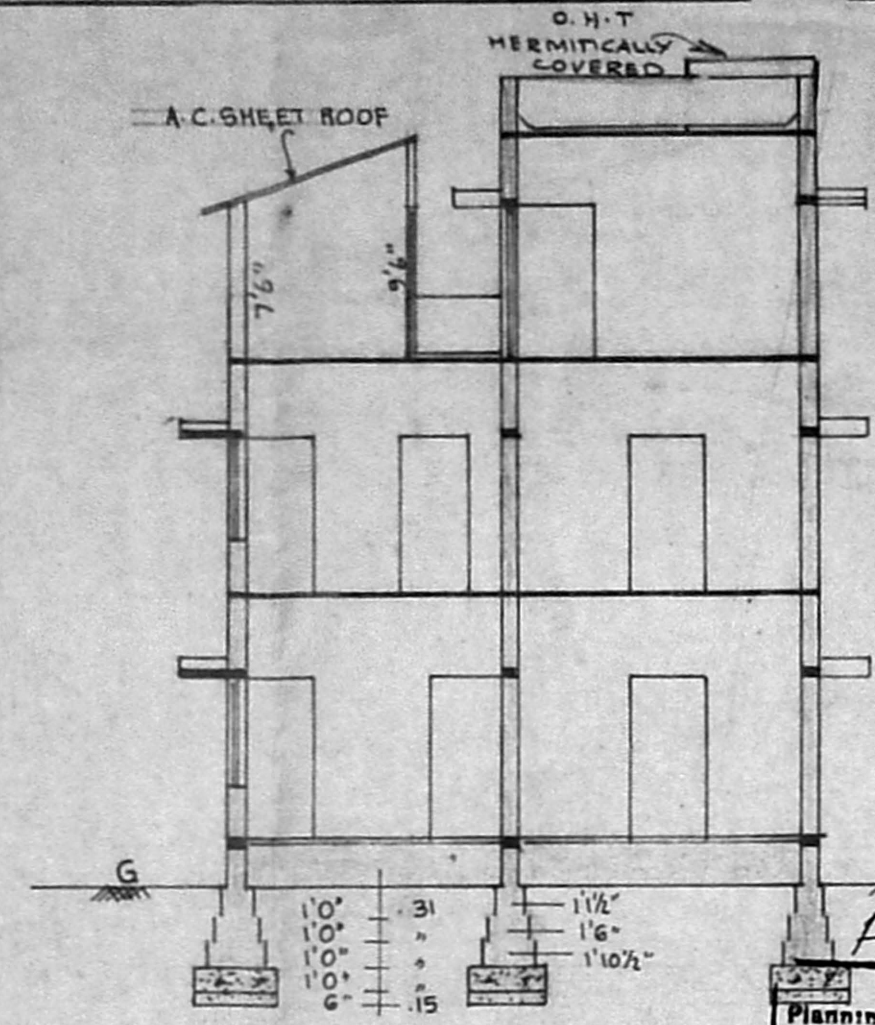 O.H.T
HERMITICALLY
COVERED
A.C.SHEET ROOF
7'6"
9'6"
G
1'0" .31 1'1½"
1'0" " 1'6"
1'0" " 1'10½"
1'0" "
6" .15
Plannin